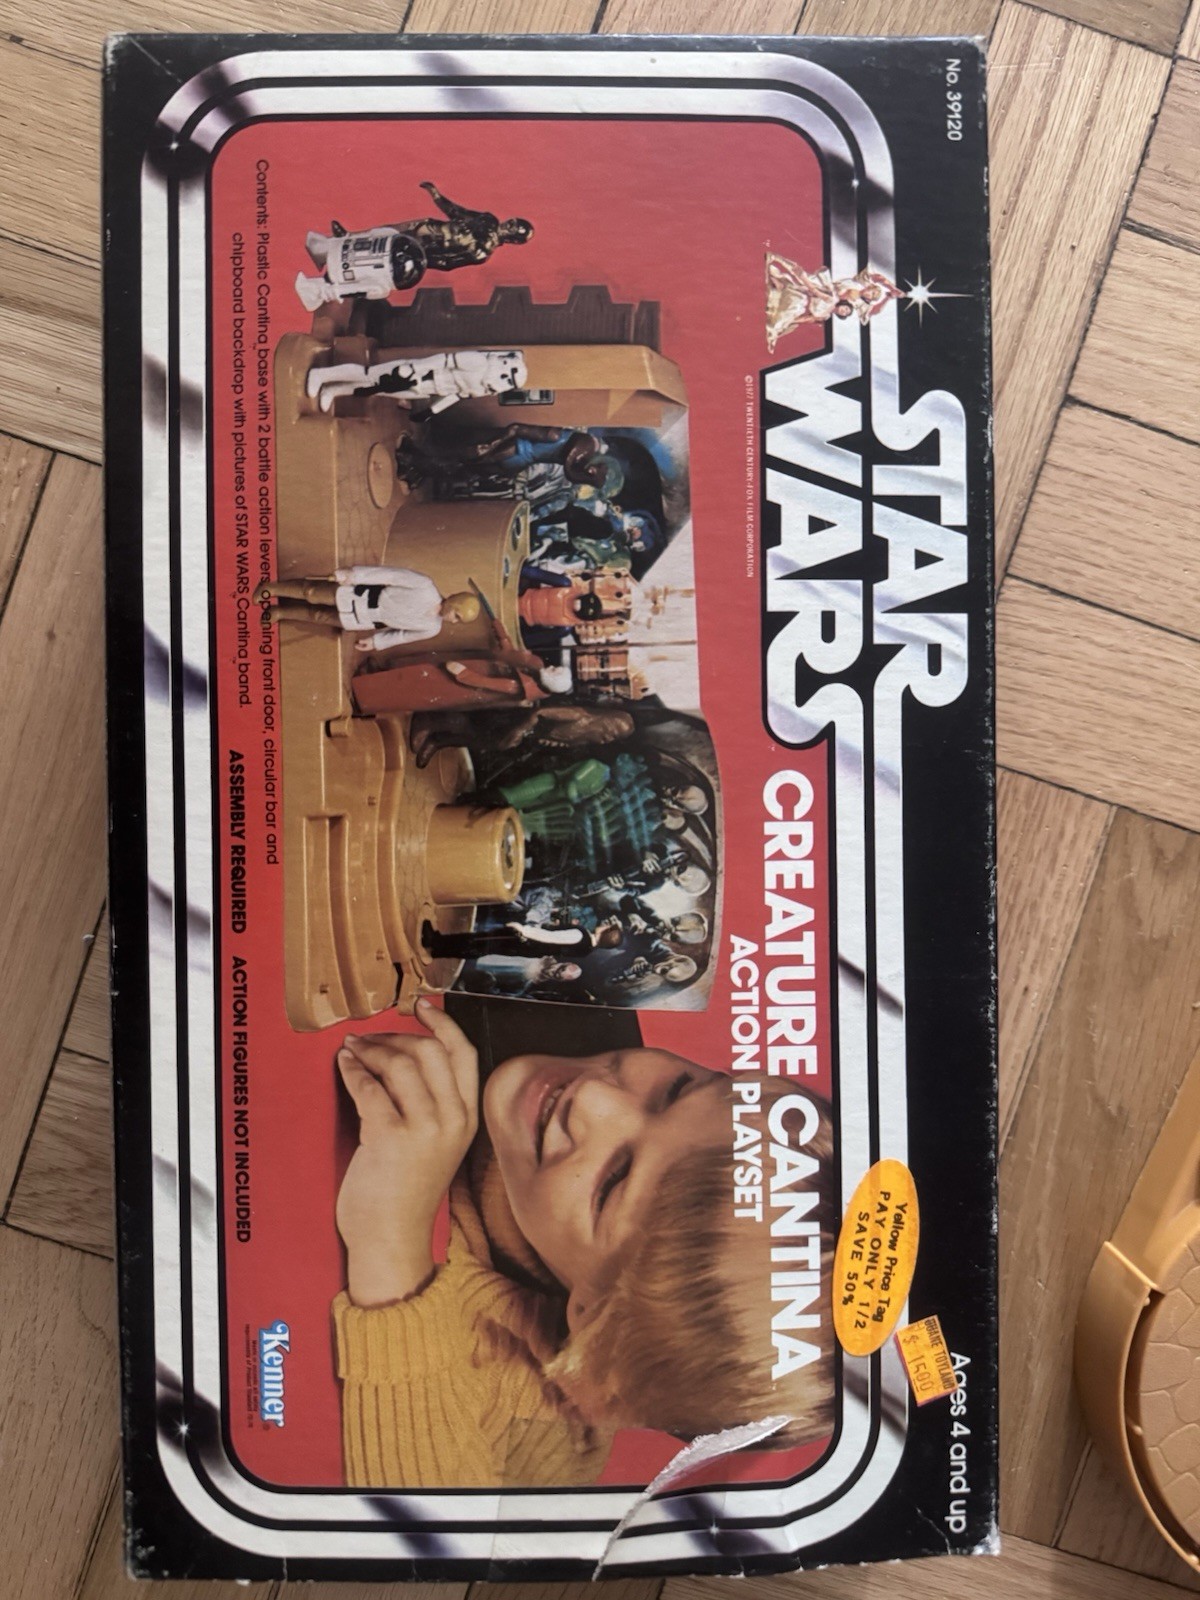 No. 39120
Ages 4 and up
STAR
WARS
™
©1977 TWENTIETH CENTURY-FOX FILM CORPORATION
CREATURE CANTINA
ACTION PLAYSET
Yellow Price Tag
PAY ONLY 1/2
SAVE 50%
TOYLAND
$ 1500
Contents: Plastic Cantina base with 2 battle action levers, opening front door, circular bar and
chipboard backdrop with pictures of STAR WARS Cantina band.
ASSEMBLY REQUIRED ACTION FIGURES NOT INCLUDED
Kenner®